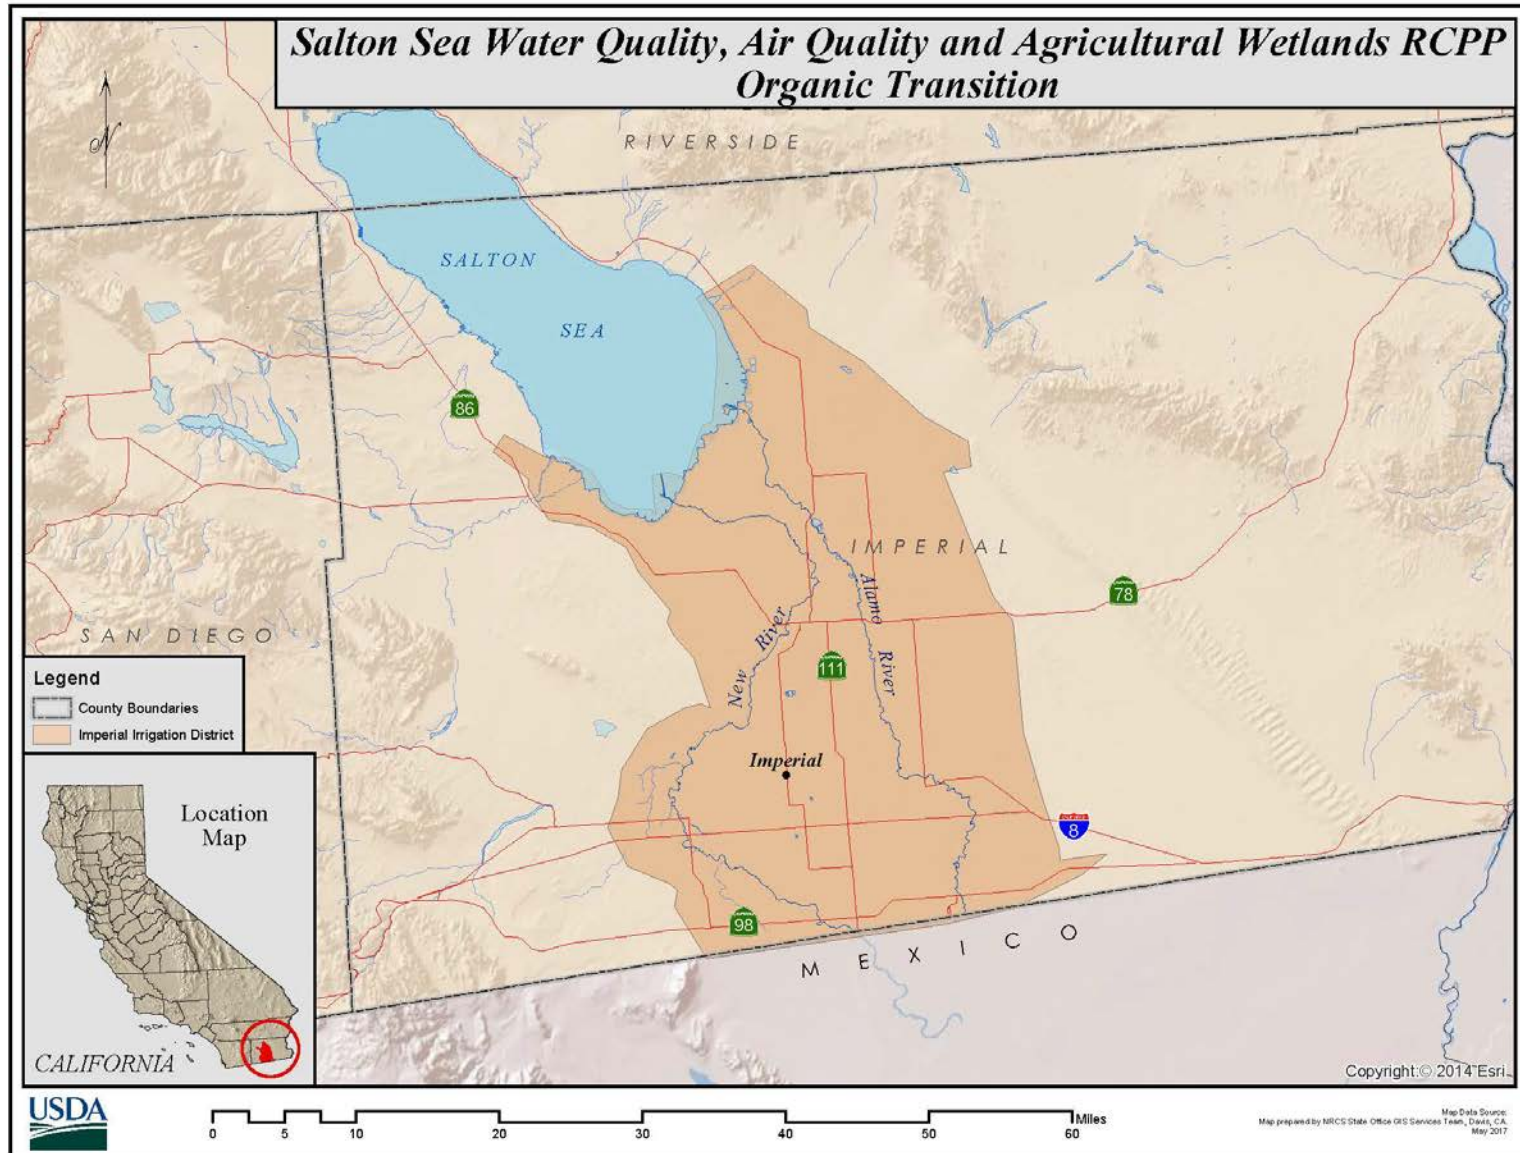 Salton Sea Water Quality, Air Quality and Agricultural Wetlands RCPP
Organic Transition
N
RIVERSIDE
SALTON
SEA
86
IMPERIAL
Alamo
River
78
SAN DIEGO
New
River
111
Imperial
8
98
MEXICO
Legend
County Boundaries
Imperial Irrigation District
Location
Map
CALIFORNIA
Copyright:© 2014 Esri
USDA
0 5 10 20 30 40 50 60 Miles
Map Data Source:
Map prepared by NRCS State Office GIS Services Team, Davis, CA.
May 2017